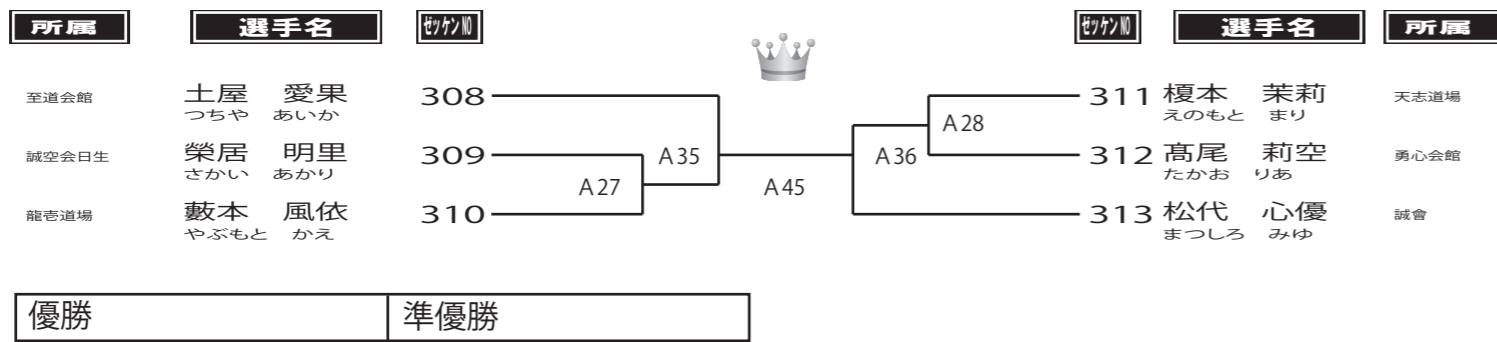 所属 選手名 ゼッケンNO ゼッケンNO 選手名 所属
至道会館 土屋 愛果 308 311 榎本 茉莉 天志道場
つちや あいか えのもと まり
A28
誠空会日生 榮居 明里 309 A35 A36 312 髙尾 莉空 勇心会館
さかい あかり たかお りあ
A27 A45
龍壱道場 藪本 風依 310 313 松代 心優 誠會
やぶもと かえ まつしろ みゆ
優勝 準優勝